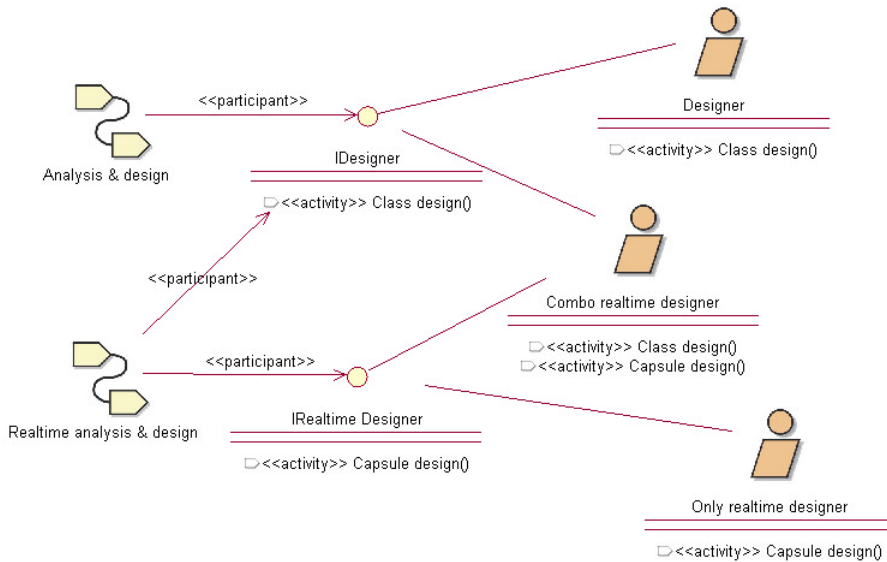 <<participant>>
Designer
<<activity>> Class design()
Analysis & design
IDesigner
<<activity>> Class design()
<<participant>>
Combo realtime designer
<<activity>> Class design()
<<activity>> Capsule design()
<<participant>>
Realtime analysis & design
IRealtime Designer
<<activity>> Capsule design()
Only realtime designer
<<activity>> Capsule design()